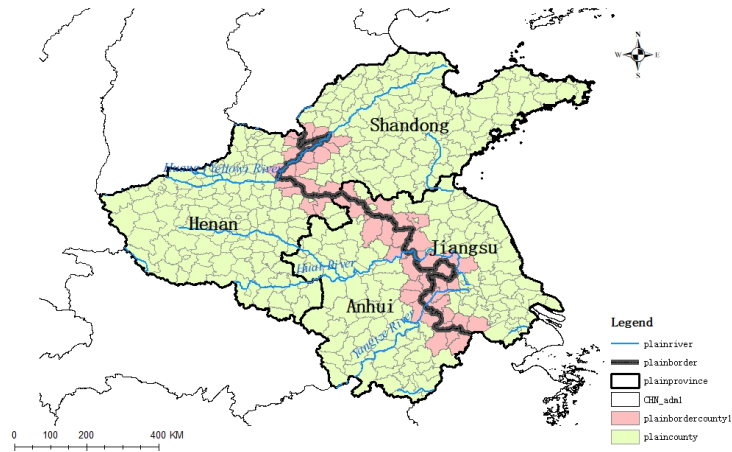 N
W E
S
Shandong
Huang (Yellow) River
Henan
Jiangsu
Huai River
Anhui
Yangtze River
Legend
plainriver
plainborder
plainprovince
CHN_adm1
plainbordercounty1
plaincounty
0 100 200 400 KM